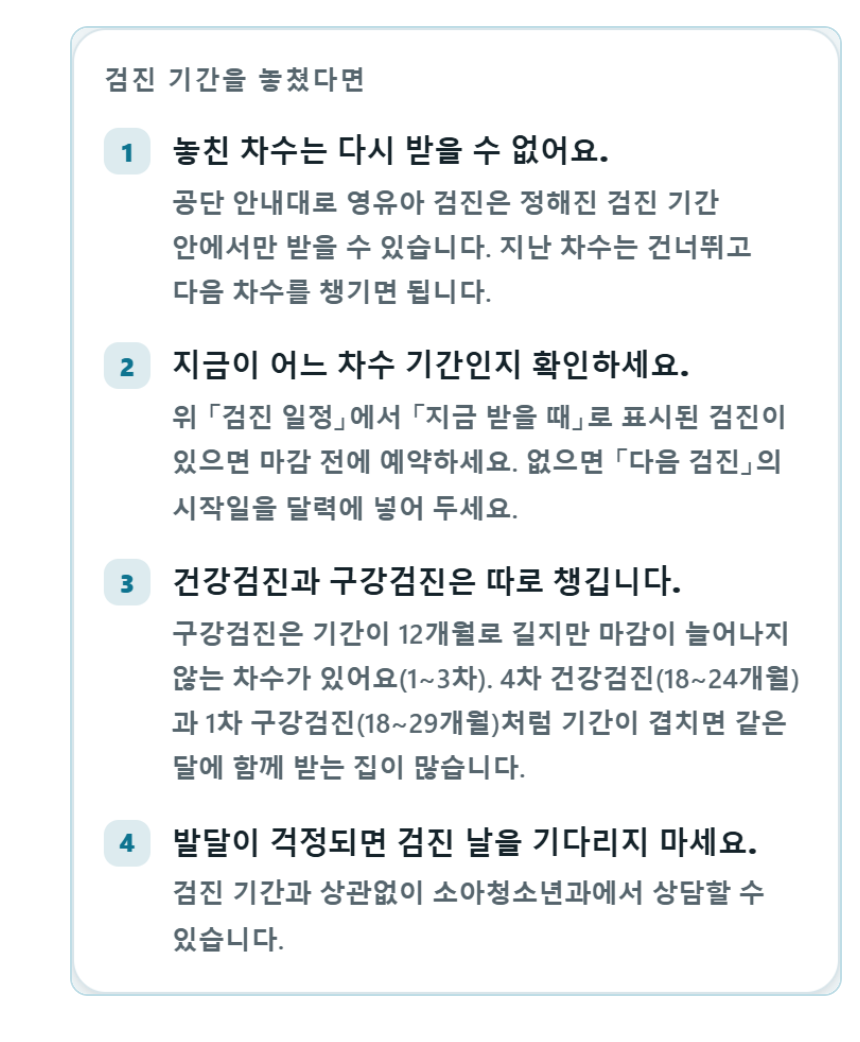 검진 기간을 놓쳤다면
1 놓친 차수는 다시 받을 수 없어요.
공단 안내대로 영유아 검진은 정해진 검진 기간
안에서만 받을 수 있습니다. 지난 차수는 건너뛰고
다음 차수를 챙기면 됩니다.
2 지금이 어느 차수 기간인지 확인하세요.
위 「검진 일정」에서 「지금 받을 때」로 표시된 검진이
있으면 마감 전에 예약하세요. 없으면 「다음 검진」의
시작일을 달력에 넣어 두세요.
3 건강검진과 구강검진은 따로 챙깁니다.
구강검진은 기간이 12개월로 길지만 마감이 늘어나지
않는 차수가 있어요(1~3차). 4차 건강검진(18~24개월)
과 1차 구강검진(18~29개월)처럼 기간이 겹치면 같은
달에 함께 받는 집이 많습니다.
4 발달이 걱정되면 검진 날을 기다리지 마세요.
검진 기간과 상관없이 소아청소년과에서 상담할 수
있습니다.